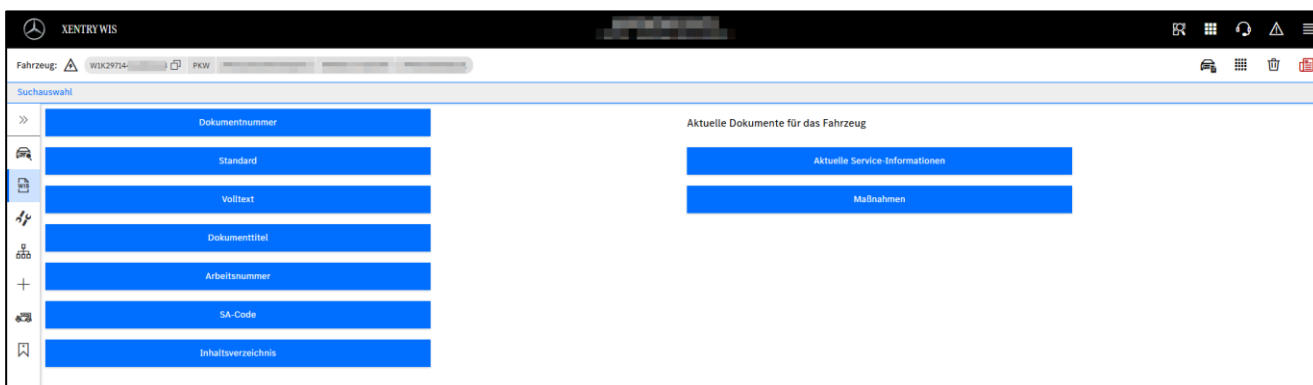 XENTRY WIS
Fahrzeug: W1K29714 PKW
Suchauswahl
Dokumentnummer
Standard
Volltext
Dokumenttitel
Arbeitsnummer
SA-Code
Inhaltsverzeichnis
Aktuelle Dokumente für das Fahrzeug
Aktuelle Service-Informationen
Maßnahmen
WIS